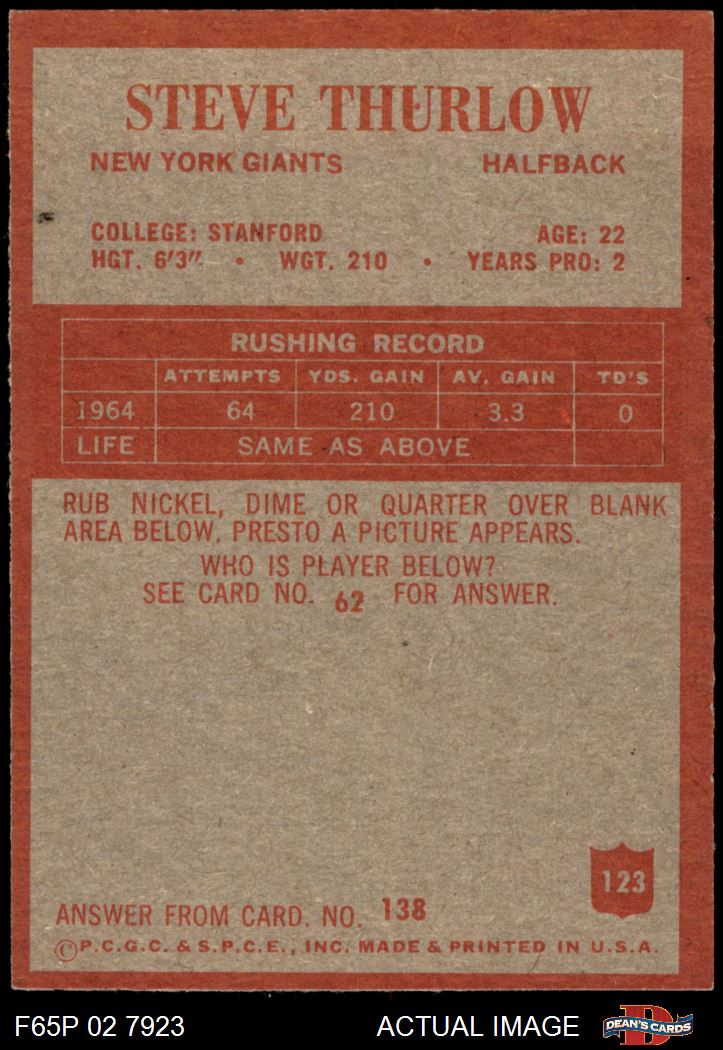 STEVE THURLOW
NEW YORK GIANTS HALFBACK
COLLEGE: STANFORD AGE: 22
HGT. 6'3" • WGT. 210 • YEARS PRO: 2
RUSHING RECORD
ATTEMPTS YDS. GAIN AV. GAIN TD'S
1964 64 210 3.3 0
LIFE SAME AS ABOVE
RUB NICKEL, DIME OR QUARTER OVER BLANK
AREA BELOW. PRESTO A PICTURE APPEARS.
WHO IS PLAYER BELOW?
SEE CARD NO. 62 FOR ANSWER.
123
ANSWER FROM CARD. NO. 138
©P.C.G.C. & S.P.C.E., INC. MADE & PRINTED IN U.S.A.
F65P 02 7923 ACTUAL IMAGE D DEAN'S CARDS